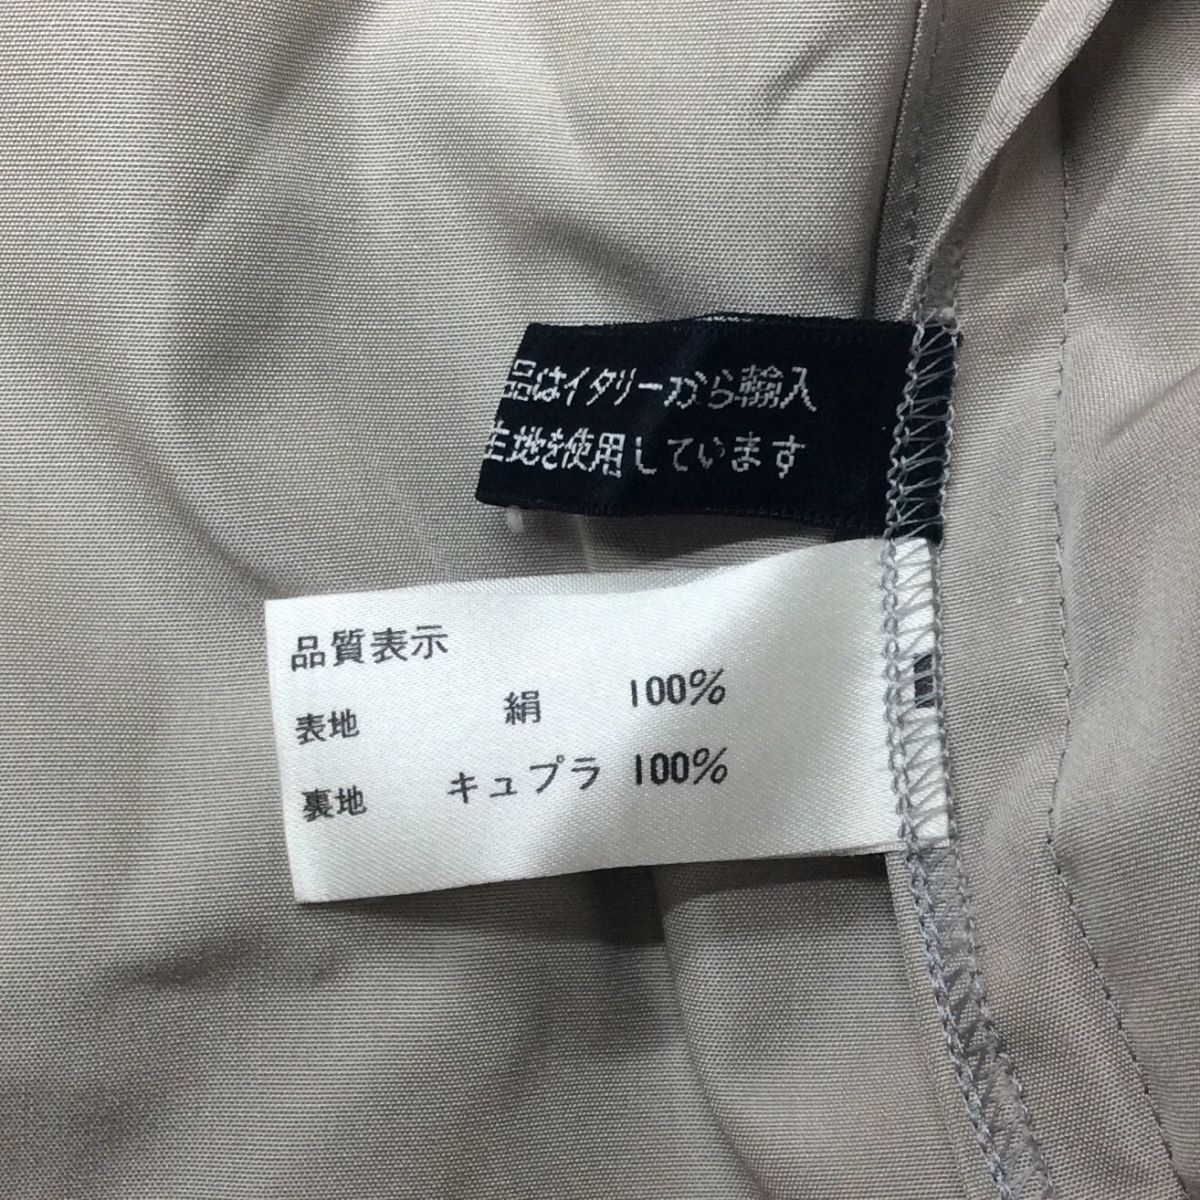 品はイタリーから輸入
生地を使用しています
品質表示
表地 絹 100%
裏地 キュプラ 100%